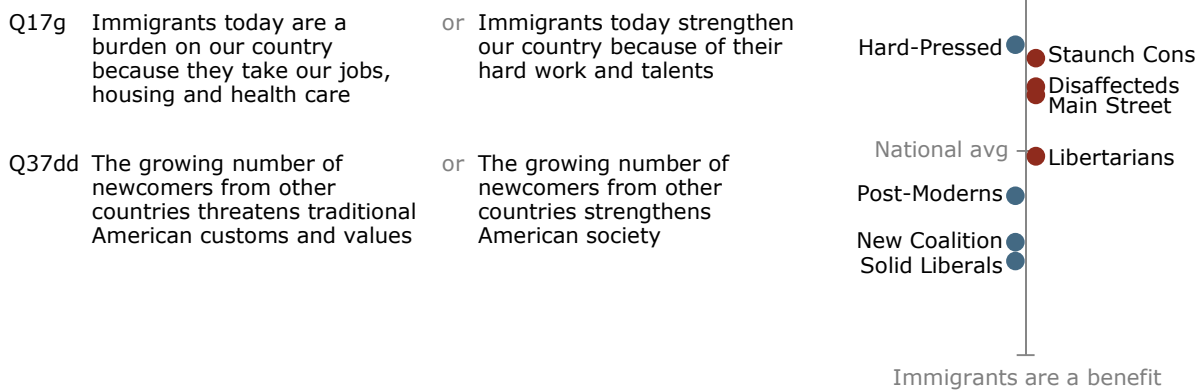 Q17g Immigrants today are a or Immigrants today strengthen
burden on our country our country because of their
because they take our jobs, hard work and talents
housing and health care
Hard-Pressed
Staunch Cons
Disaffecteds
Main Street
Q37dd The growing number of or The growing number of
newcomers from other newcomers from other
countries threatens traditional countries strengthens
American customs and values American society
National avg
Libertarians
Post-Moderns
New Coalition
Solid Liberals
Immigrants are a benefit